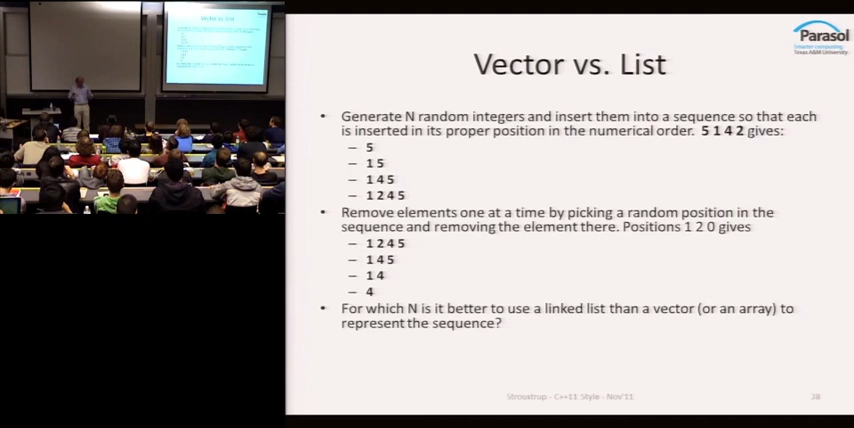 Parasol
Smarter computing.
Texas A&M University
Vector vs. List
• Generate N random integers and insert them into a sequence so that each
is inserted in its proper position in the numerical order. 5 1 4 2 gives:
– 5
– 1 5
– 1 4 5
– 1 2 4 5
• Remove elements one at a time by picking a random position in the
sequence and removing the element there. Positions 1 2 0 gives
– 1 2 4 5
– 1 4 5
– 1 4
– 4
• For which N is it better to use a linked list than a vector (or an array) to
represent the sequence?
Stroustrup - C++11 Style - Nov'11
38
Vector vs. List